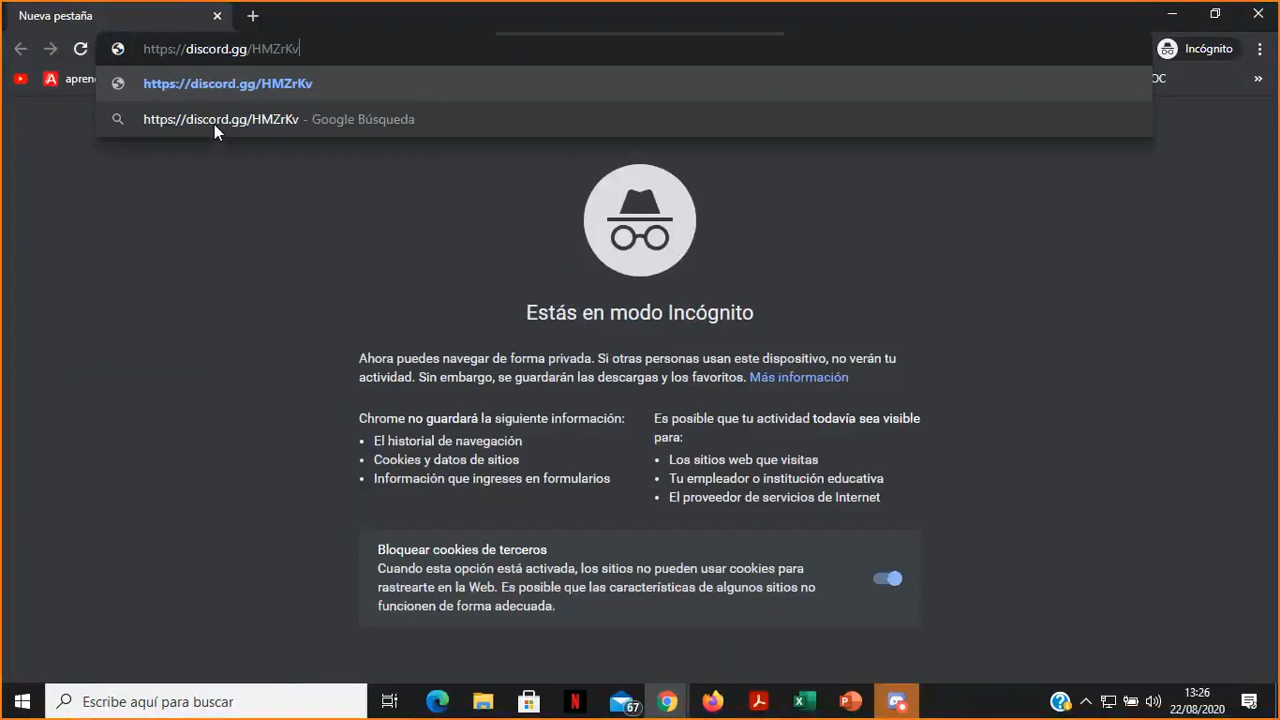 Nueva pestaña
https://discord.gg/HMZrKv
Incógnito
aprend
OC
»
https://discord.gg/HMZrKv
https://discord.gg/HMZrKv - Google Búsqueda
Estás en modo Incógnito
Ahora puedes navegar de forma privada. Si otras personas usan este dispositivo, no verán tu
actividad. Sin embargo, se guardarán las descargas y los favoritos. Más información
Chrome no guardará la siguiente información:
• El historial de navegación
• Cookies y datos de sitios
• Información que ingreses en formularios
Es posible que tu actividad todavía sea visible
para:
• Los sitios web que visitas
• Tu empleador o institución educativa
• El proveedor de servicios de Internet
Bloquear cookies de terceros
Cuando esta opción está activada, los sitios no pueden usar cookies para
rastrearte en la Web. Es posible que las características de algunos sitios no
funcionen de forma adecuada.
Escribe aquí para buscar
67
13:26
22/08/2020